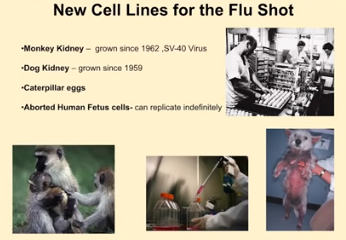 New Cell Lines for the Flu Shot
•Monkey Kidney – grown since 1962 ,SV-40 Virus
•Dog Kidney – grown since 1959
•Caterpillar eggs
•Aborted Human Fetus cells- can replicate indefinitely